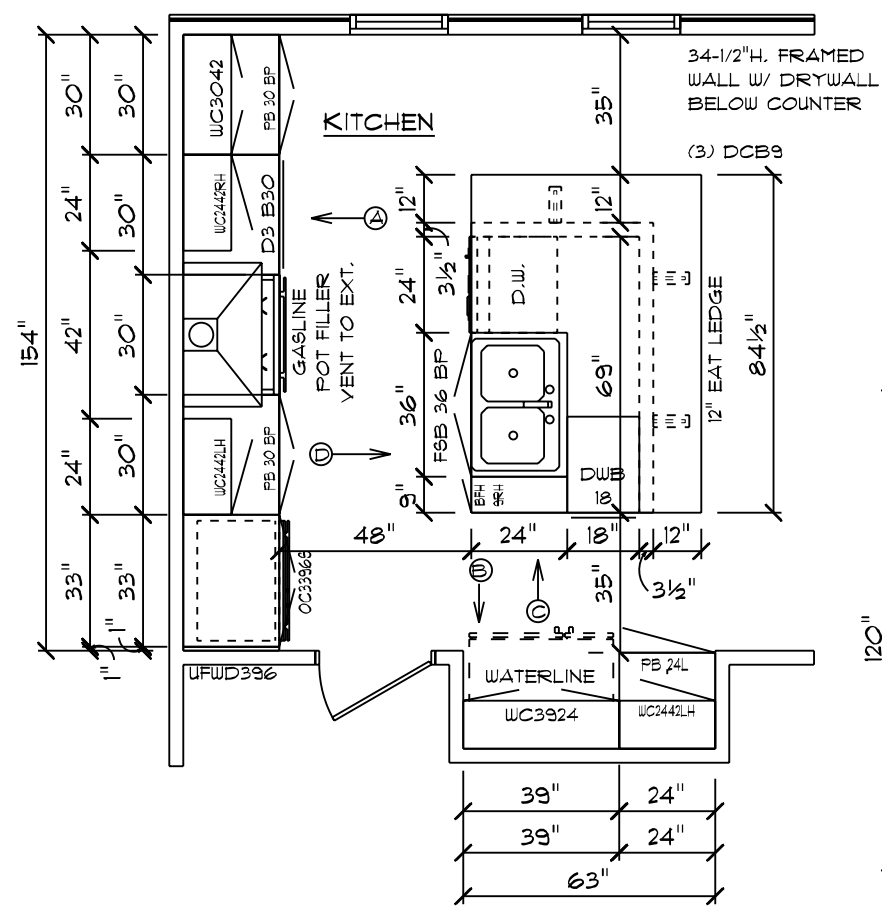 34-1/2"H. FRAMED
WALL W/ DRYWALL
BELOW COUNTER
(3) DCB9
KITCHEN
30"
30"
WC3042
PB 30 BP
35"
24"
30"
WC2442RH
D3 B30
A
12"
12"
3½"
24"
D.W.
154"
42"
30"
GASLINE
POT FILLER
VENT TO EXT.
36"
FSB 36 BP
69"
12" EAT LEDGE
84½"
24"
30"
WC2442LH
PB 30 BP
D
9"
BFH
9RH
DWB
18
48"
24"
18"
12"
3½"
33"
33"
OC3396S
B
C
35"
1"
1"
UFWD396
WATERLINE
PB 24L
WC3924
WC2442LH
120"
39"
24"
39"
24"
63"